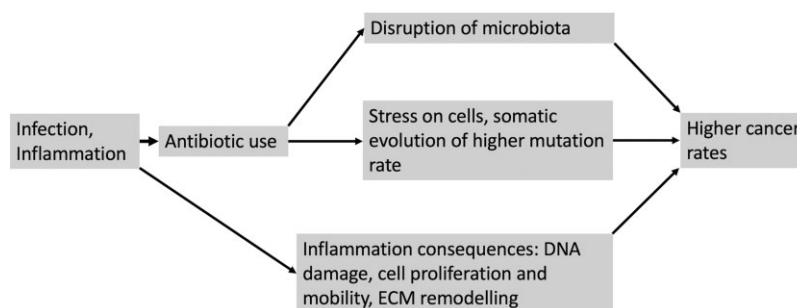 Disruption of microbiota
Infection,
Inflammation
Antibiotic use
Stress on cells, somatic
evolution of higher mutation
rate
Higher cancer
rates
Inflammation consequences: DNA
damage, cell proliferation and
mobility, ECM remodelling